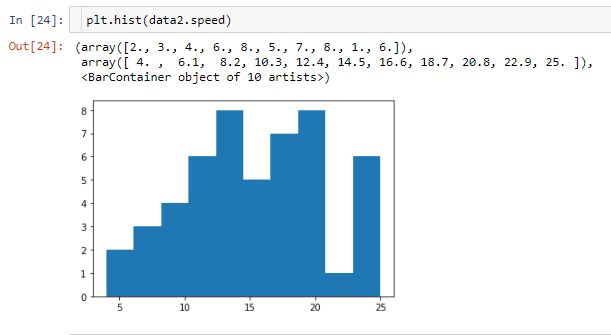 In [24]: plt.hist(data2.speed)
Out[24]: (array([2., 3., 4., 6., 8., 5., 7., 8., 1., 6.]),
array([ 4. ,  6.1,  8.2, 10.3, 12.4, 14.5, 16.6, 18.7, 20.8, 22.9, 25. ]),
<BarContainer object of 10 artists>)
8
7
6
5
4
3
2
1
0
5 10 15 20 25